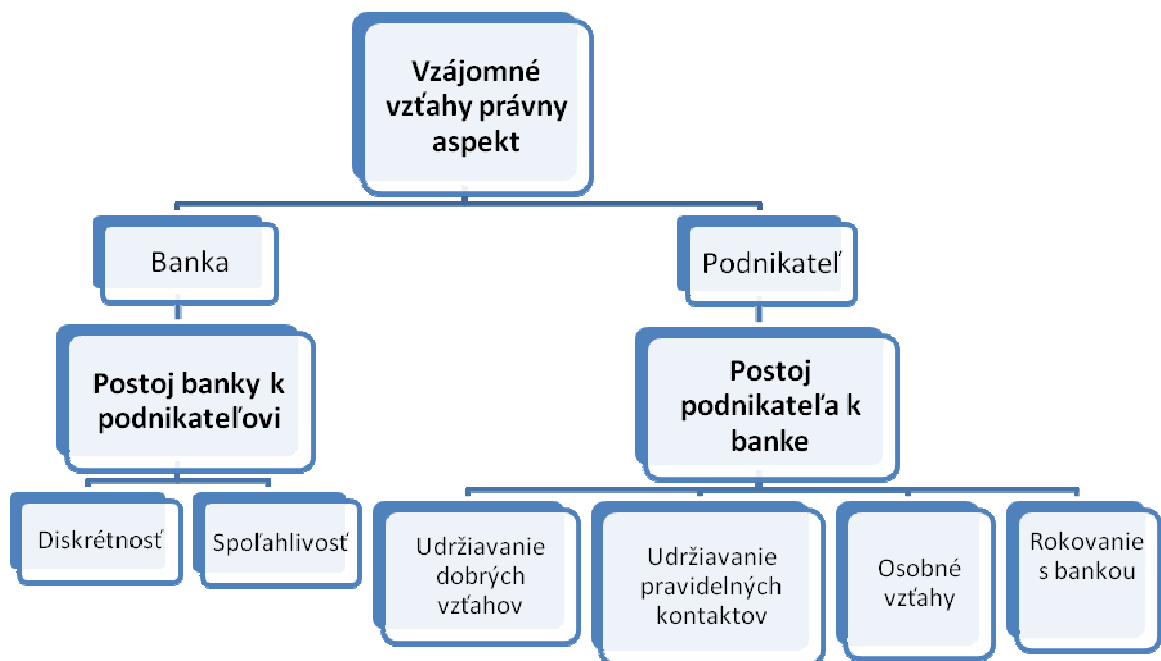 Vzájomné
vzťahy právny
aspekt
Banka
Podnikateľ
Postoj banky k
podnikateľovi
Postoj
podnikateľa k
banke
Diskrétnosť
Spoľahlivosť
Udržiavanie
dobrých
vzťahov
Udržiavanie
pravidelných
kontaktov
Osobné
vzťahy
Rokovanie
s bankou